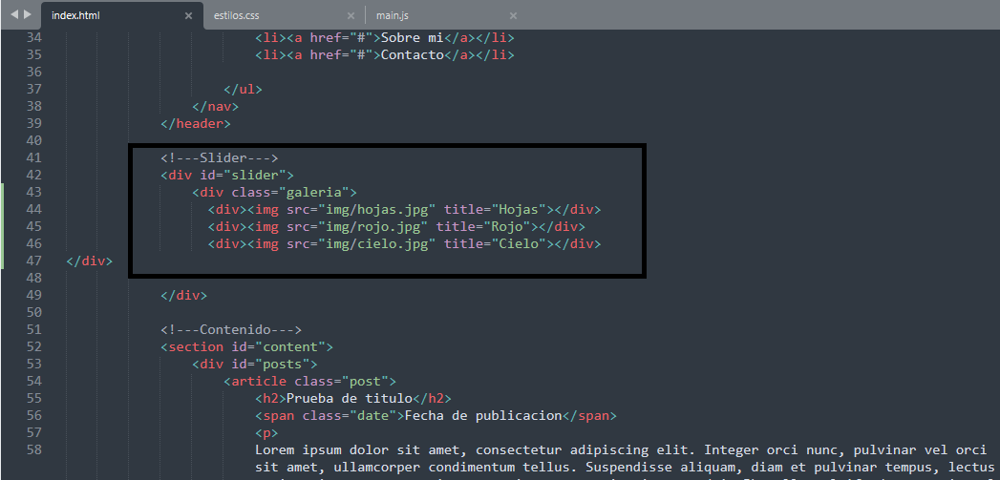 index.html × estilos.css × main.js ×
34 <li><a href="#">Sobre mi</a></li>
35 <li><a href="#">Contacto</a></li>
36
37 </ul>
38 </nav>
39 </header>
40
41 <!---Slider--->
42 <div id="slider">
43 <div class="galeria">
44 <div><img src="img/hojas.jpg" title="Hojas"></div>
45 <div><img src="img/rojo.jpg" title="Rojo"></div>
46 <div><img src="img/cielo.jpg" title="Cielo"></div>
47 </div>
48
49 </div>
50
51 <!---Contenido--->
52 <section id="content">
53 <div id="posts">
54 <article class="post">
55 <h2>Prueba de titulo</h2>
56 <span class="date">Fecha de publicacion</span>
57 <p>
58 Lorem ipsum dolor sit amet, consectetur adipiscing elit. Integer orci nunc, pulvinar vel orci
sit amet, ullamcorper condimentum tellus. Suspendisse aliquam, diam et pulvinar tempus, lectus